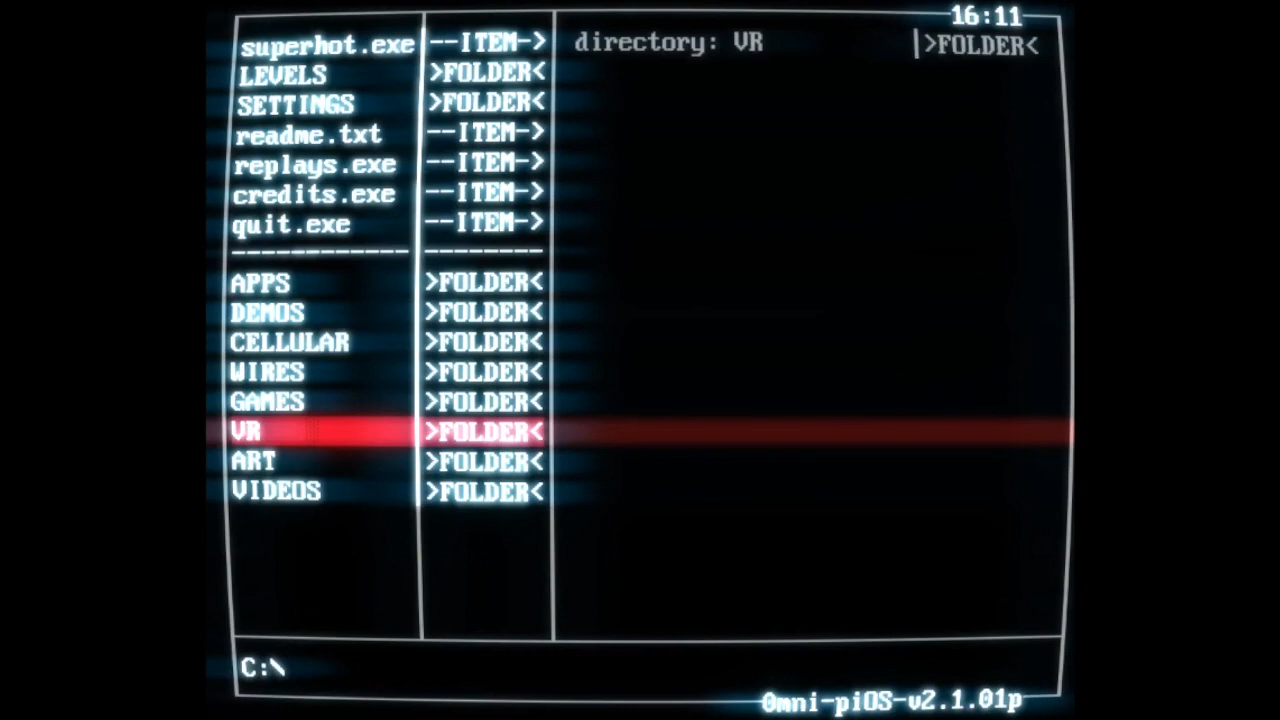 16:11
superhot.exe --ITEM-> directory: VR |>FOLDER<
LEVELS >FOLDER<
SETTINGS >FOLDER<
readme.txt --ITEM->
replays.exe --ITEM->
credits.exe --ITEM->
quit.exe --ITEM->
------------ --------
APPS >FOLDER<
DEMOS >FOLDER<
CELLULAR >FOLDER<
WIRES >FOLDER<
GAMES >FOLDER<
VR >FOLDER<
ART >FOLDER<
VIDEOS >FOLDER<
C:\
0mni-piOS-v2.1.01p